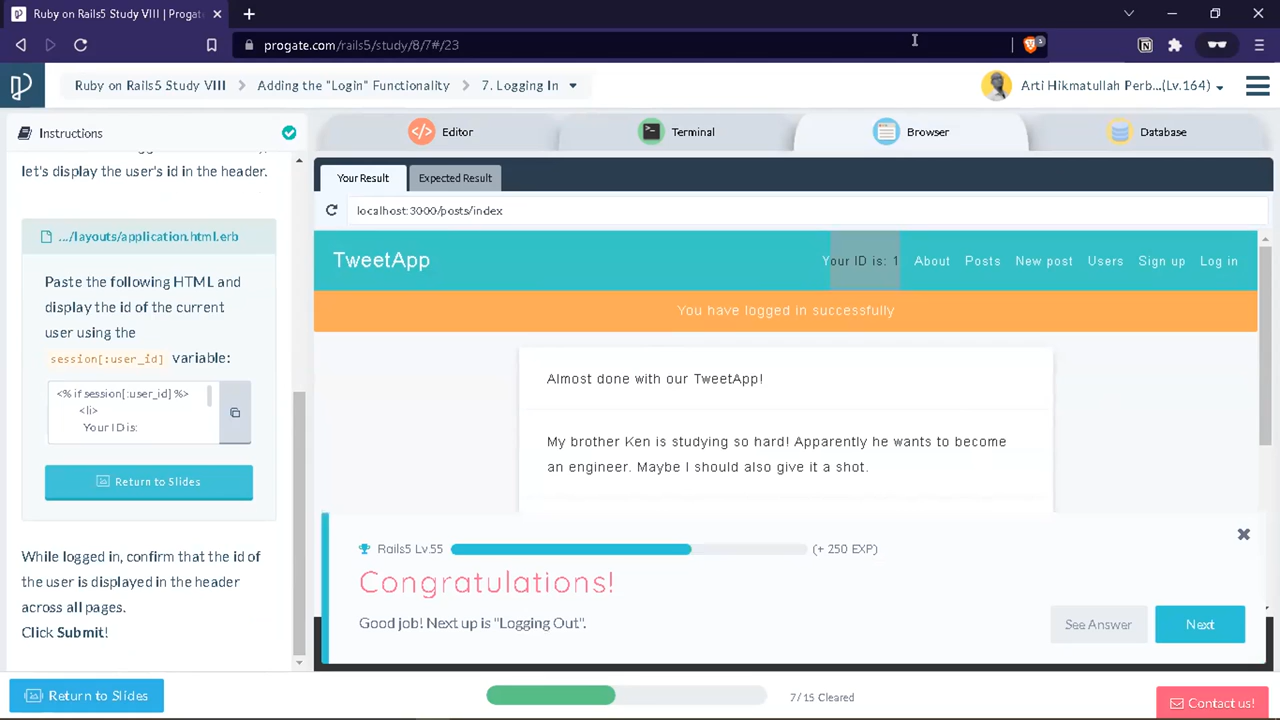 Ruby on Rails5 Study VIII | Progat
progate.com/rails5/study/8/7#/23
Ruby on Rails5 Study VIII
Adding the "Login" Functionality
7. Logging In
Arti Hikmatullah Perb...(Lv.164)
Instructions
Editor
Terminal
Browser
Database
let's display the user's id in the header.
.../layouts/application.html.erb
Paste the following HTML and
display the id of the current
user using the
session[:user_id] variable:
<% if session[:user_id] %>
<li>
Your ID is:
Return to Slides
While logged in, confirm that the id of
the user is displayed in the header
across all pages.
Click Submit!
Your Result
Expected Result
localhost:3000/posts/index
TweetApp
Your ID is: 1
About
Posts
New post
Users
Sign up
Log in
You have logged in successfully
Almost done with our TweetApp!
My brother Ken is studying so hard! Apparently he wants to become
an engineer. Maybe I should also give it a shot.
Rails5 Lv.55
(+ 250 EXP)
Congratulations!
Good job! Next up is "Logging Out".
See Answer
Next
Return to Slides
7/15 Cleared
Contact us!